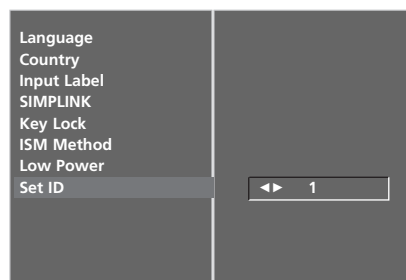 Language
Country
Input Label
SIMPLINK
Key Lock
ISM Method
Low Power
Set ID ◄► 1